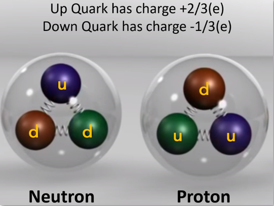 Up Quark has charge +2/3(e)
Down Quark has charge -1/3(e)
u
d
d
d
u
u
Neutron
Proton